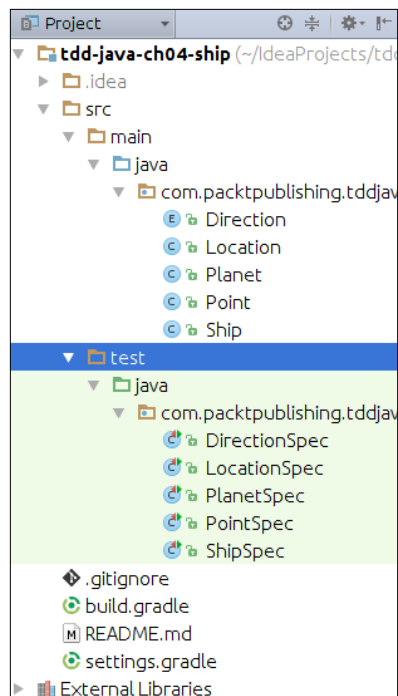 Project
tdd-java-ch04-ship (~/IdeaProjects/tdd
.idea
src
main
java
com.packtpublishing.tddjav
E Direction
C Location
C Planet
C Point
C Ship
test
java
com.packtpublishing.tddjav
C DirectionSpec
C LocationSpec
C PlanetSpec
C PointSpec
C ShipSpec
.gitignore
build.gradle
M README.md
settings.gradle
External Libraries